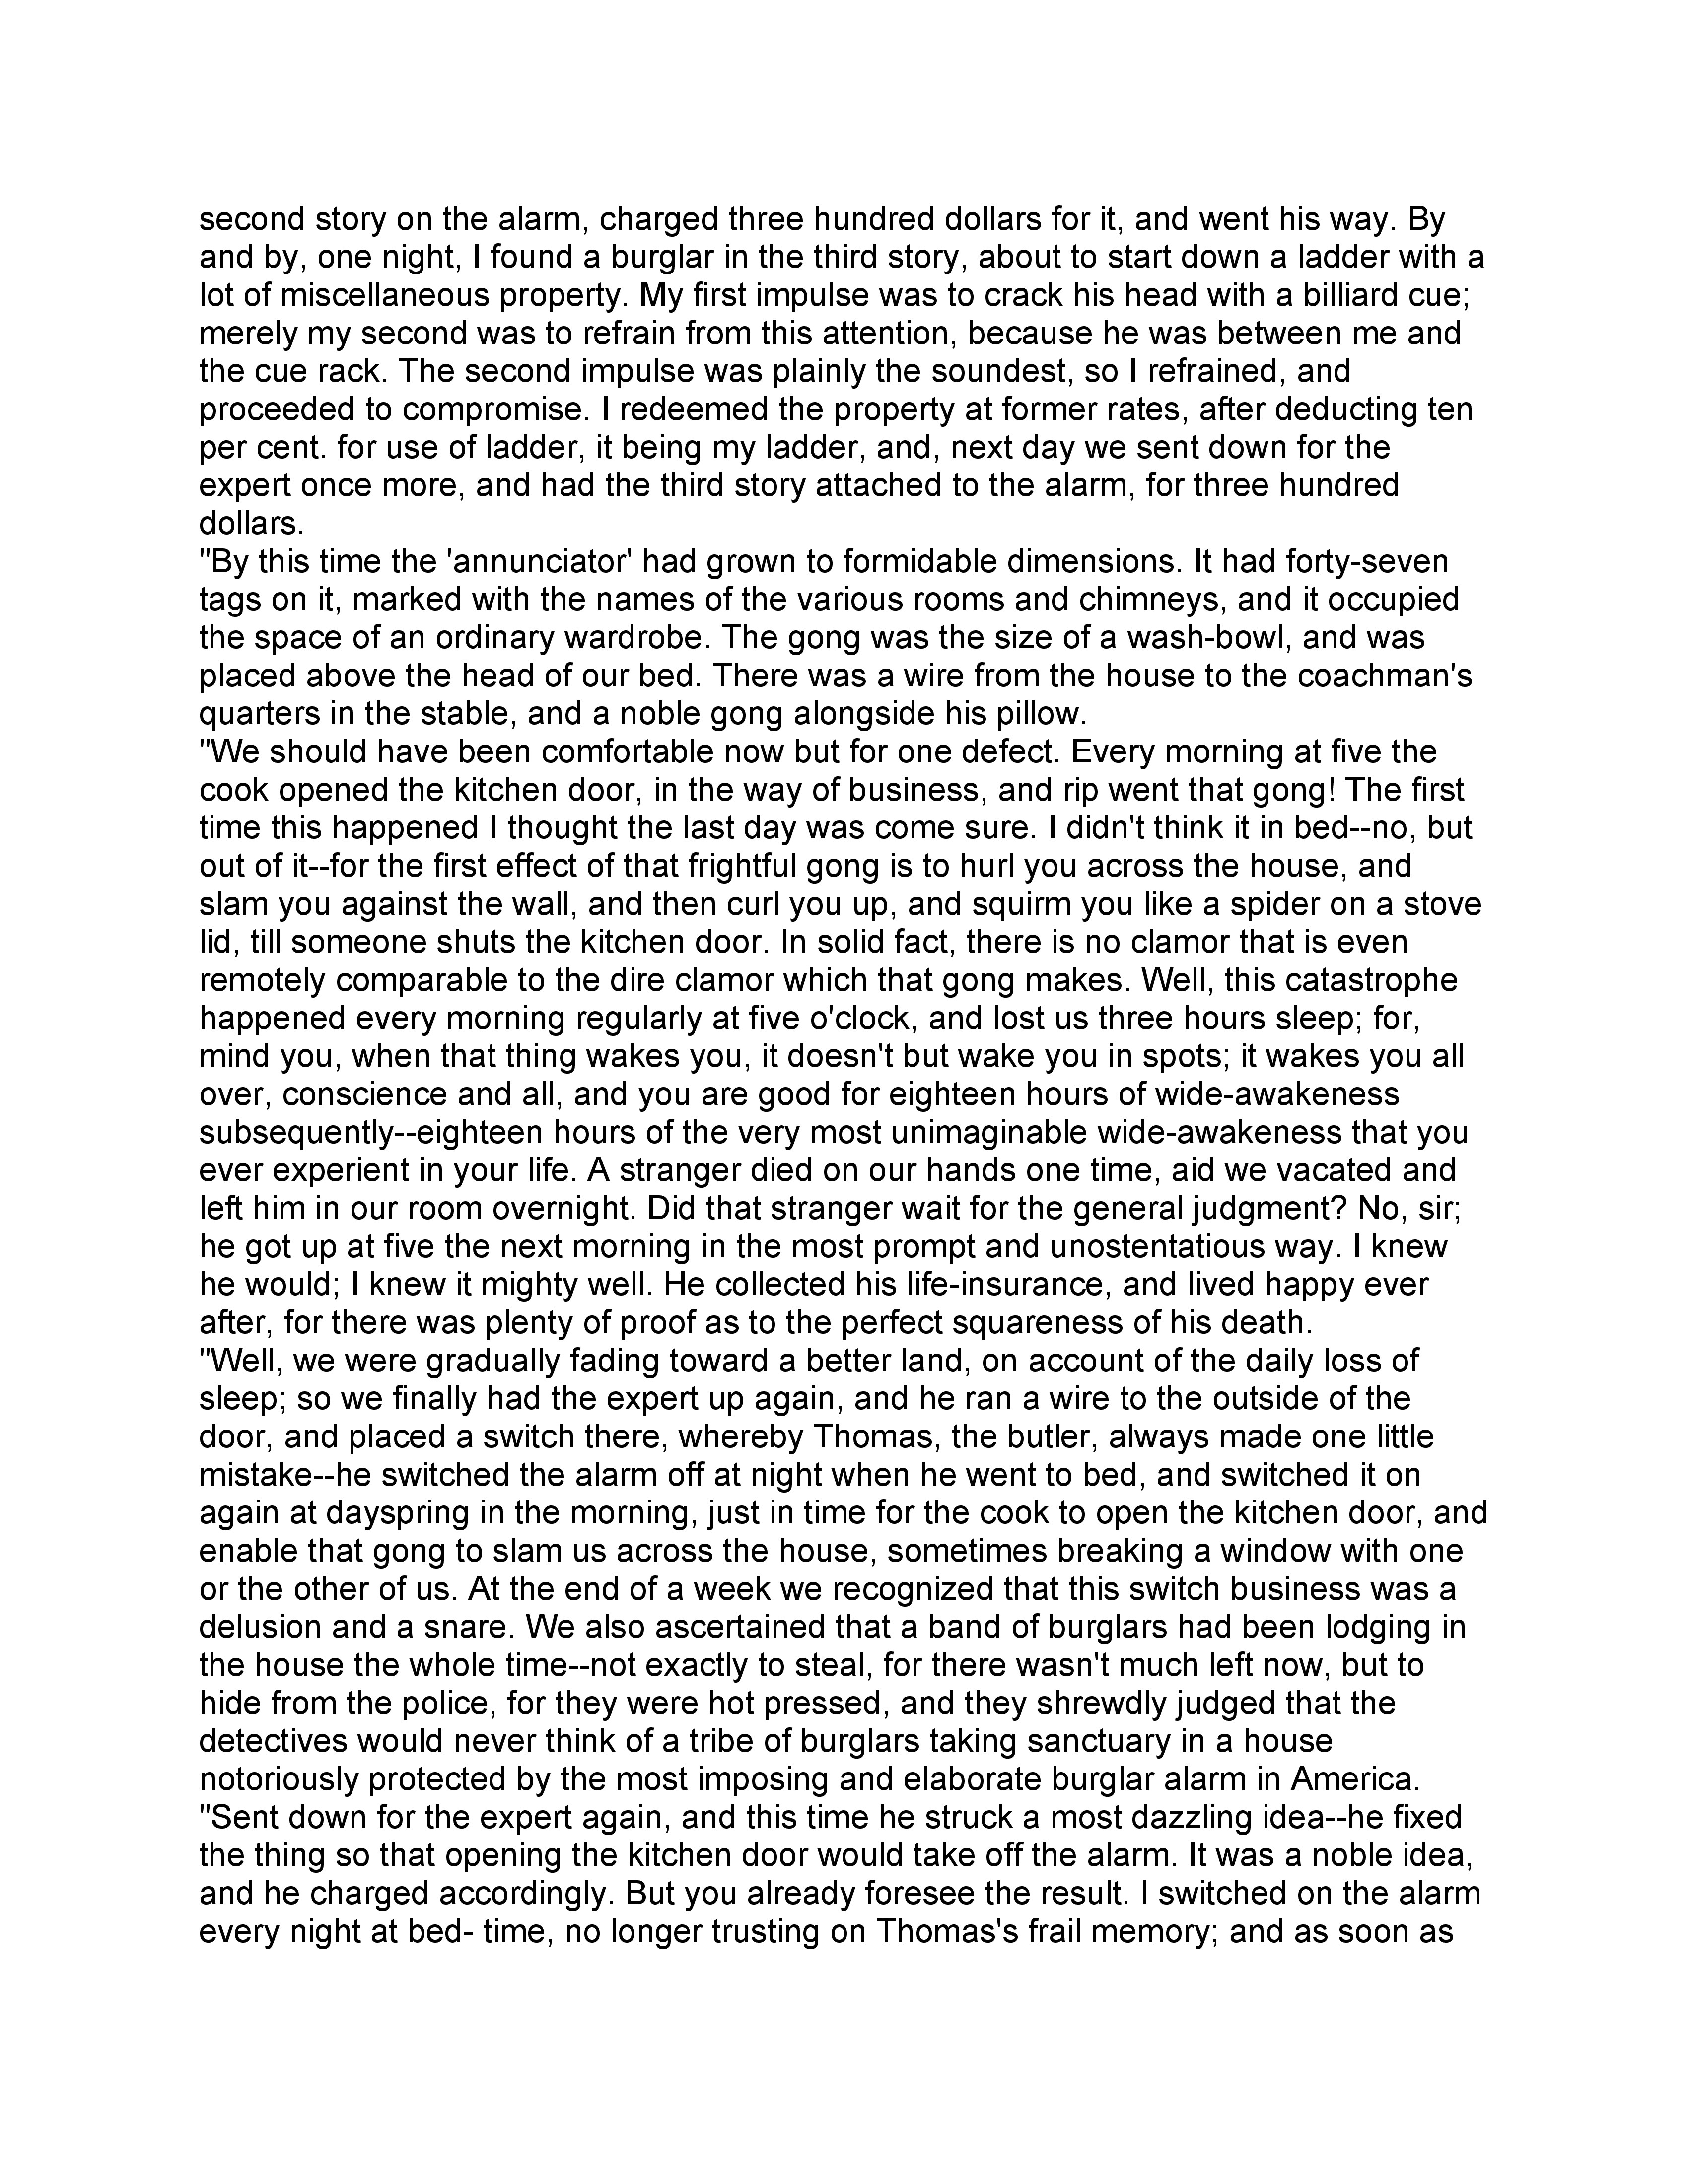 second story on the alarm, charged three hundred dollars for it, and went his way. By
and by, one night, I found a burglar in the third story, about to start down a ladder with a
lot of miscellaneous property. My first impulse was to crack his head with a billiard cue;
merely my second was to refrain from this attention, because he was between me and
the cue rack. The second impulse was plainly the soundest, so I refrained, and
proceeded to compromise. I redeemed the property at former rates, after deducting ten
per cent. for use of ladder, it being my ladder, and, next day we sent down for the
expert once more, and had the third story attached to the alarm, for three hundred
dollars.
"By this time the 'annunciator' had grown to formidable dimensions. It had forty-seven
tags on it, marked with the names of the various rooms and chimneys, and it occupied
the space of an ordinary wardrobe. The gong was the size of a wash-bowl, and was
placed above the head of our bed. There was a wire from the house to the coachman's
quarters in the stable, and a noble gong alongside his pillow.
"We should have been comfortable now but for one defect. Every morning at five the
cook opened the kitchen door, in the way of business, and rip went that gong! The first
time this happened I thought the last day was come sure. I didn't think it in bed--no, but
out of it--for the first effect of that frightful gong is to hurl you across the house, and
slam you against the wall, and then curl you up, and squirm you like a spider on a stove
lid, till someone shuts the kitchen door. In solid fact, there is no clamor that is even
remotely comparable to the dire clamor which that gong makes. Well, this catastrophe
happened every morning regularly at five o'clock, and lost us three hours sleep; for,
mind you, when that thing wakes you, it doesn't but wake you in spots; it wakes you all
over, conscience and all, and you are good for eighteen hours of wide-awakeness
subsequently--eighteen hours of the very most unimaginable wide-awakeness that you
ever experient in your life. A stranger died on our hands one time, aid we vacated and
left him in our room overnight. Did that stranger wait for the general judgment? No, sir;
he got up at five the next morning in the most prompt and unostentatious way. I knew
he would; I knew it mighty well. He collected his life-insurance, and lived happy ever
after, for there was plenty of proof as to the perfect squareness of his death.
"Well, we were gradually fading toward a better land, on account of the daily loss of
sleep; so we finally had the expert up again, and he ran a wire to the outside of the
door, and placed a switch there, whereby Thomas, the butler, always made one little
mistake--he switched the alarm off at night when he went to bed, and switched it on
again at dayspring in the morning, just in time for the cook to open the kitchen door, and
enable that gong to slam us across the house, sometimes breaking a window with one
or the other of us. At the end of a week we recognized that this switch business was a
delusion and a snare. We also ascertained that a band of burglars had been lodging in
the house the whole time--not exactly to steal, for there wasn't much left now, but to
hide from the police, for they were hot pressed, and they shrewdly judged that the
detectives would never think of a tribe of burglars taking sanctuary in a house
notoriously protected by the most imposing and elaborate burglar alarm in America.
"Sent down for the expert again, and this time he struck a most dazzling idea--he fixed
the thing so that opening the kitchen door would take off the alarm. It was a noble idea,
and he charged accordingly. But you already foresee the result. I switched on the alarm
every night at bed- time, no longer trusting on Thomas's frail memory; and as soon as